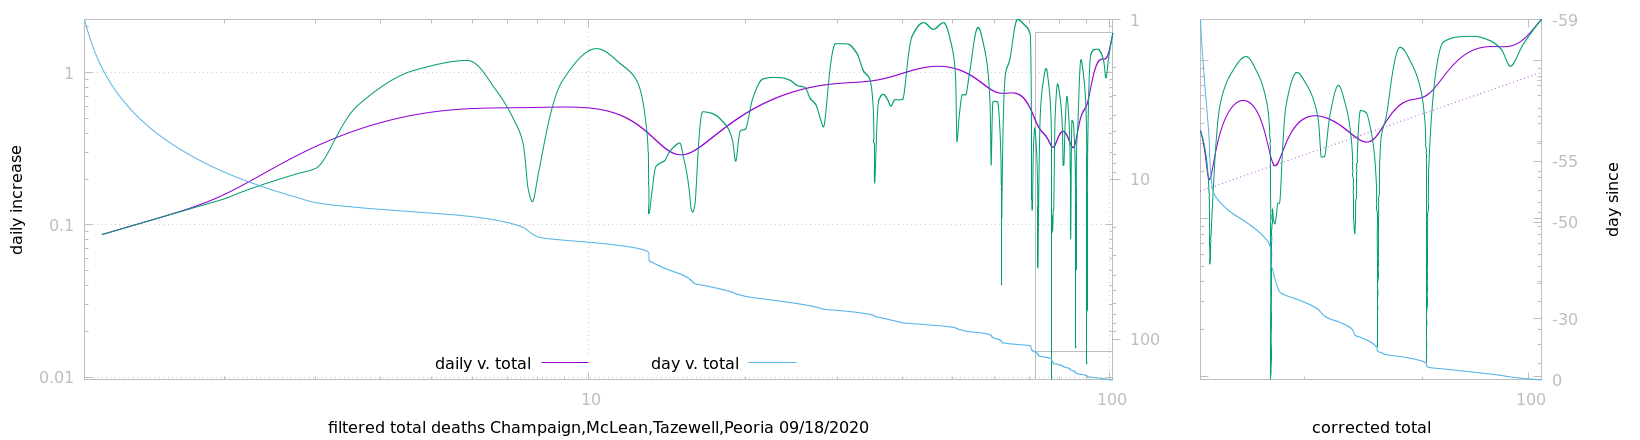 daily increase
1
0.1
0.01
10
100
1
10
100
daily v. total
day v. total
filtered total deaths Champaign,McLean,Tazewell,Peoria 09/18/2020
-59
-55
-50
-30
0
day since
100
corrected total